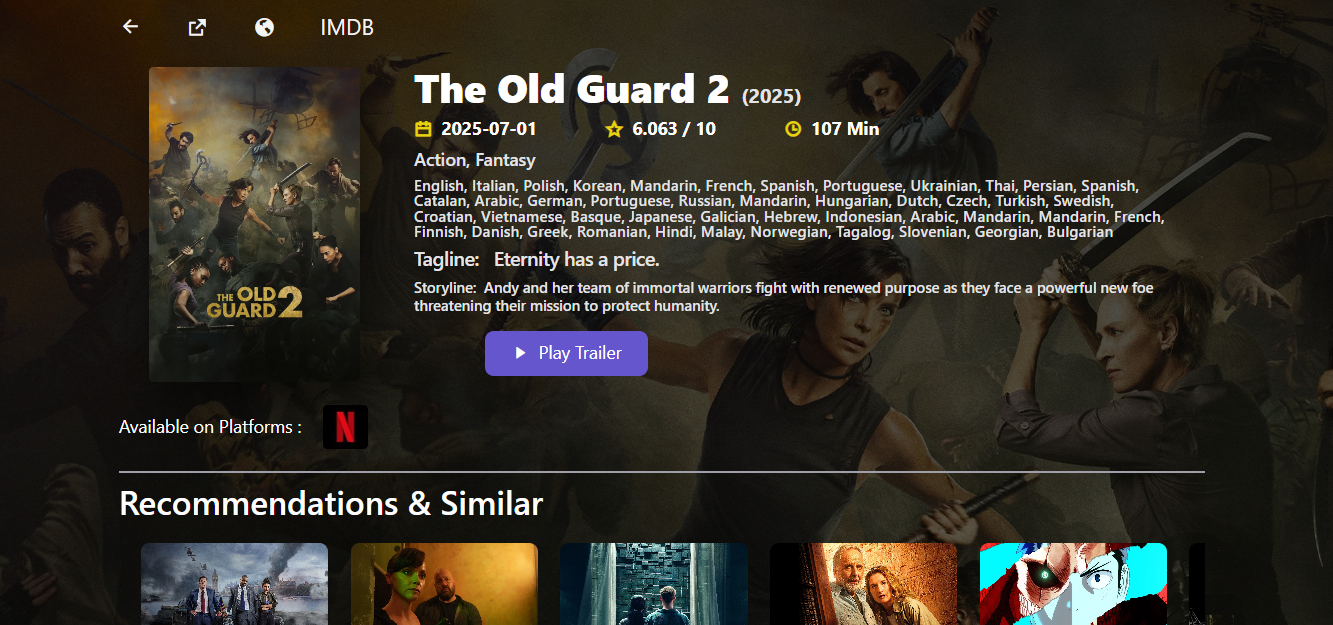 IMDB
The Old Guard 2 (2025)
2025-07-01 6.063 / 10 107 Min
Action, Fantasy
English, Italian, Polish, Korean, Mandarin, French, Spanish, Portuguese, Ukrainian, Thai, Persian, Spanish,
Catalan, Arabic, German, Portuguese, Russian, Mandarin, Hungarian, Dutch, Czech, Turkish, Swedish,
Croatian, Vietnamese, Basque, Japanese, Galician, Hebrew, Indonesian, Arabic, Mandarin, Mandarin, French,
Finnish, Danish, Greek, Romanian, Hindi, Malay, Norwegian, Tagalog, Slovenian, Georgian, Bulgarian
Tagline: Eternity has a price.
Storyline: Andy and her team of immortal warriors fight with renewed purpose as they face a powerful new foe
threatening their mission to protect humanity.
THE OLD
GUARD 2
Play Trailer
Available on Platforms : N
Recommendations & Similar